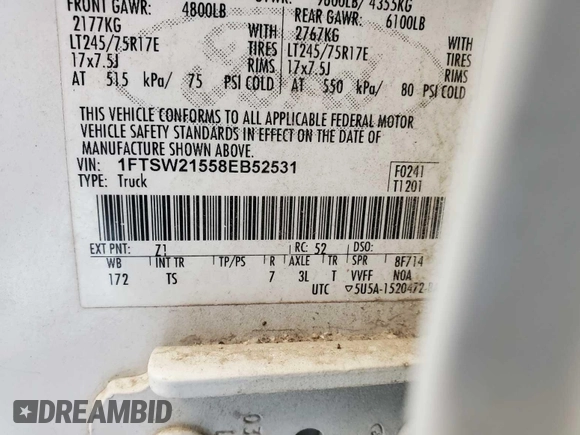 FRONT GAWR: 4800LB
2177KG
LT245/75R17E TIRES
17x7.5J RIMS
AT 515 kPa/ 75 PSI COLD
9000LB/ 4355KG
REAR GAWR: 6100LB
2767KG
LT245/75R17E TIRES
17x7.5J RIMS
AT 550 kPa/ 80 PSI COLD
THIS VEHICLE CONFORMS TO ALL APPLICABLE FEDERAL MOTOR
VEHICLE SAFETY STANDARDS IN EFFECT ON THE DATE OF
MANUFACTURE SHOWN ABOVE.
VIN: 1FTSW21558EB52531
TYPE: Truck
F0241
T1201
EXT PNT: Z1 RC: 52 DSO:
WB INT TR TP/PS R AXLE TR SPR 8F714
172 TS 7 3L T VVFF NOA
UTC ▽5U5A-1520472-
DREAMBID